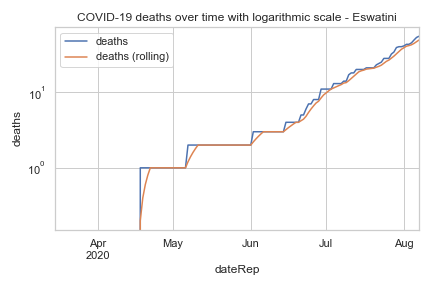 COVID-19 deaths over time with logarithmic scale - Eswatini
deaths
deaths (rolling)
10¹
10⁰
deaths
Apr
2020
May
Jun
Jul
Aug
dateRep